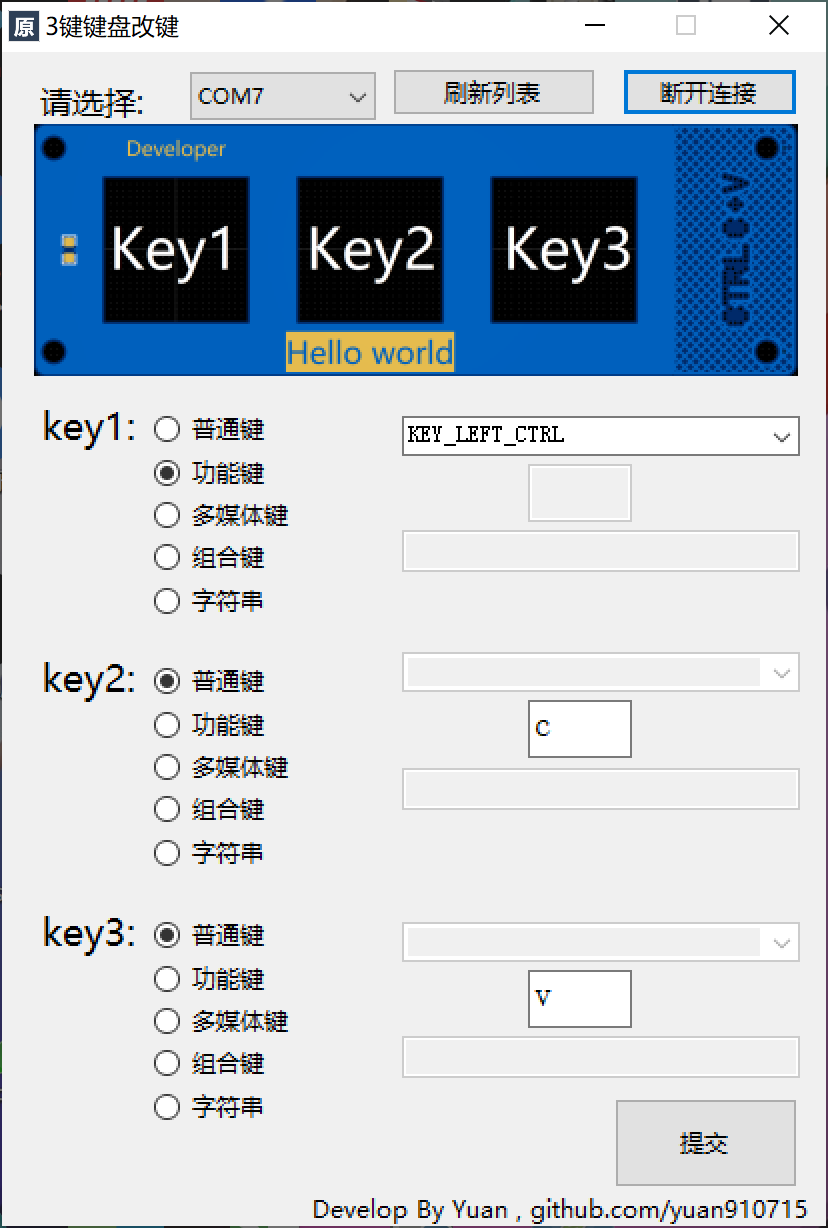 原 3键键盘改键
请选择: COM7 刷新列表 断开连接
Developer
Key1 Key2 Key3
CTRL C+V
Hello world
key1: 普通键 KEY_LEFT_CTRL
功能键
多媒体键
组合键
字符串
key2: 普通键
功能键 C
多媒体键
组合键
字符串
key3: 普通键
功能键 V
多媒体键
组合键
字符串
提交
Develop By Yuan , github.com/yuan910715